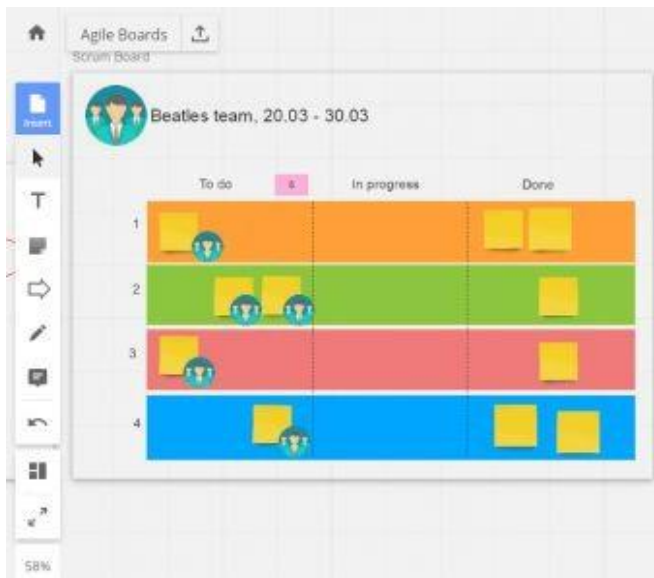 Agile Boards
Scrum Board
Insert
Beatles team, 20.03 - 30.03
To do
In progress
Done
1
2
3
4
58%